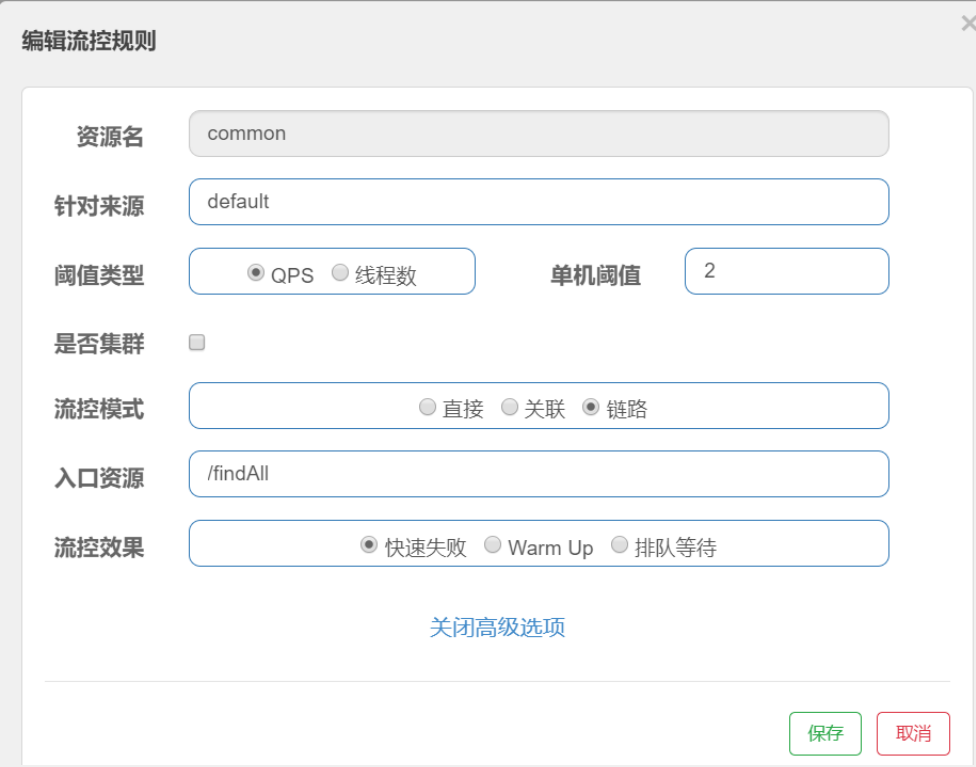 编辑流控规则
×
资源名 common
针对来源 default
阈值类型 QPS 线程数 单机阈值 2
是否集群
流控模式 直接 关联 链路
入口资源 /findAll
流控效果 快速失败 Warm Up 排队等待
关闭高级选项
保存 取消